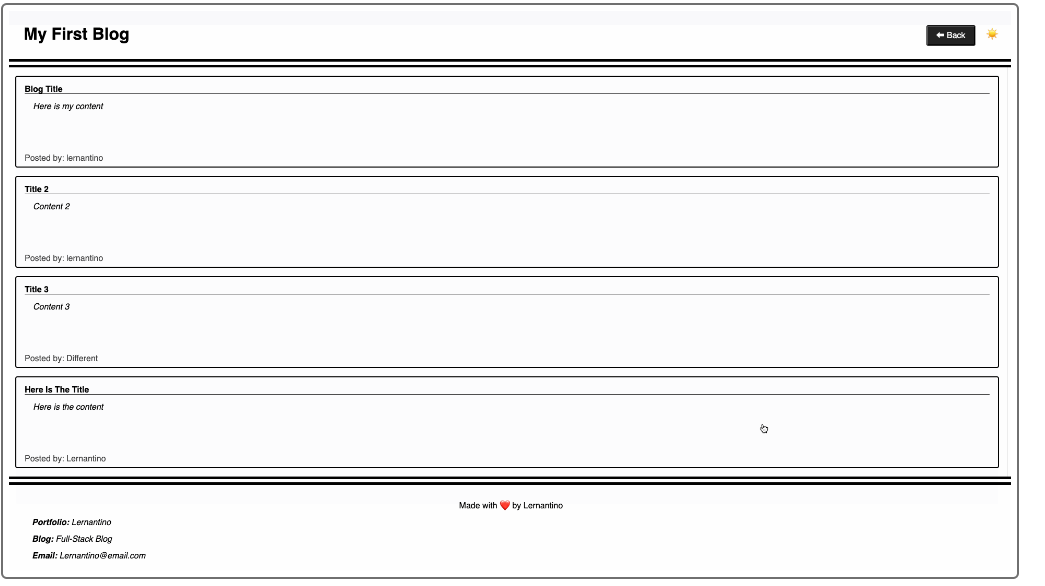 My First Blog
Back
Blog Title
Here is my content
Posted by: lernantino
Title 2
Content 2
Posted by: lernantino
Title 3
Content 3
Posted by: Different
Here Is The Title
Here is the content
Posted by: Lernantino
Made with ❤️ by Lernantino
Portfolio: Lernantino
Blog: Full-Stack Blog
Email: Lernantino@email.com